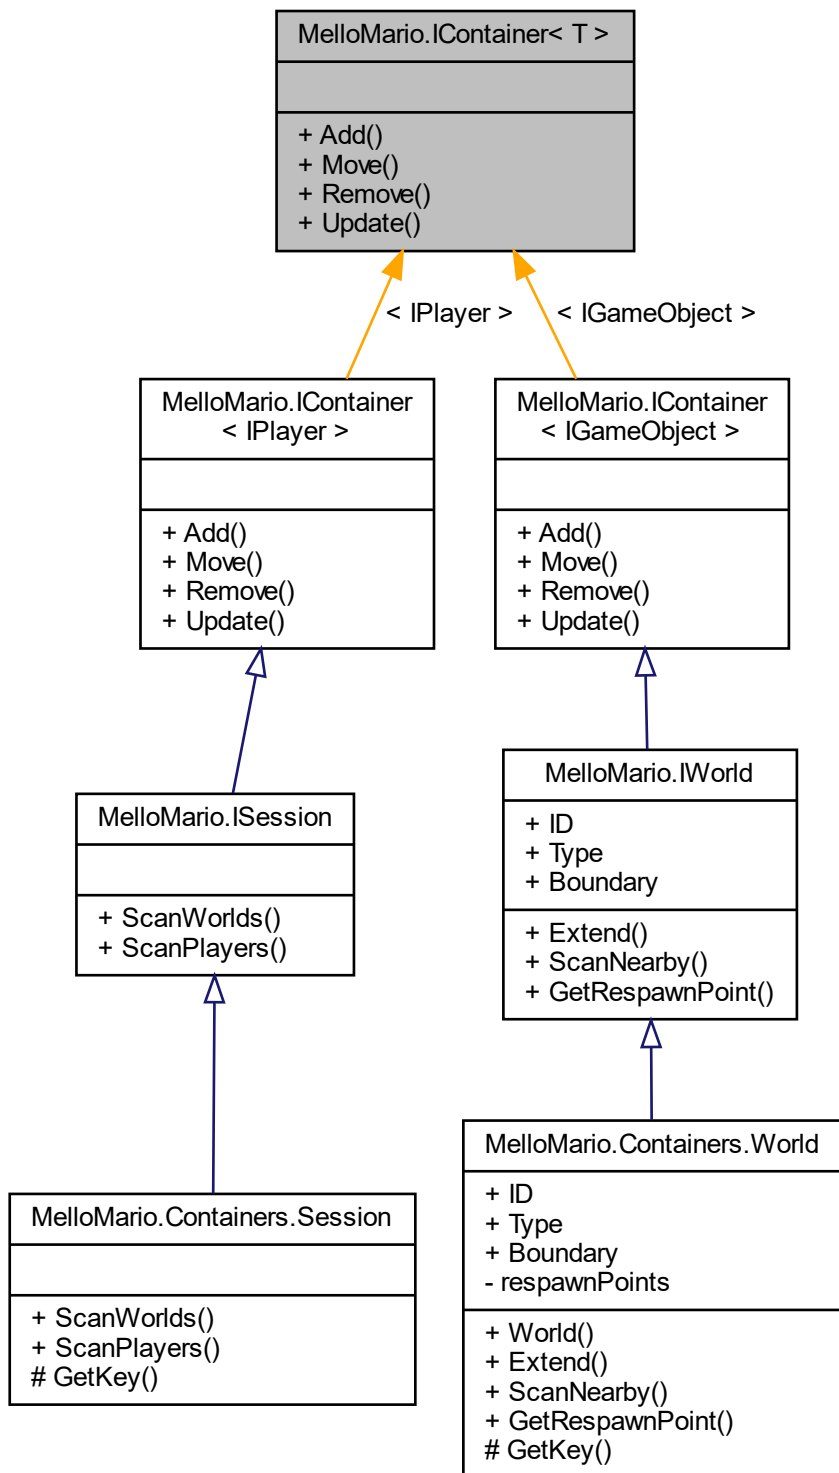 MelloMario.IContainer< T >
+ Add()
+ Move()
+ Remove()
+ Update()
< IPlayer >
< IGameObject >
MelloMario.IContainer
< IPlayer >
+ Add()
+ Move()
+ Remove()
+ Update()
MelloMario.IContainer
< IGameObject >
+ Add()
+ Move()
+ Remove()
+ Update()
MelloMario.ISession
+ ScanWorlds()
+ ScanPlayers()
MelloMario.IWorld
+ ID
+ Type
+ Boundary
+ Extend()
+ ScanNearby()
+ GetRespawnPoint()
MelloMario.Containers.Session
+ ScanWorlds()
+ ScanPlayers()
# GetKey()
MelloMario.Containers.World
+ ID
+ Type
+ Boundary
- respawnPoints
+ World()
+ Extend()
+ ScanNearby()
+ GetRespawnPoint()
# GetKey()